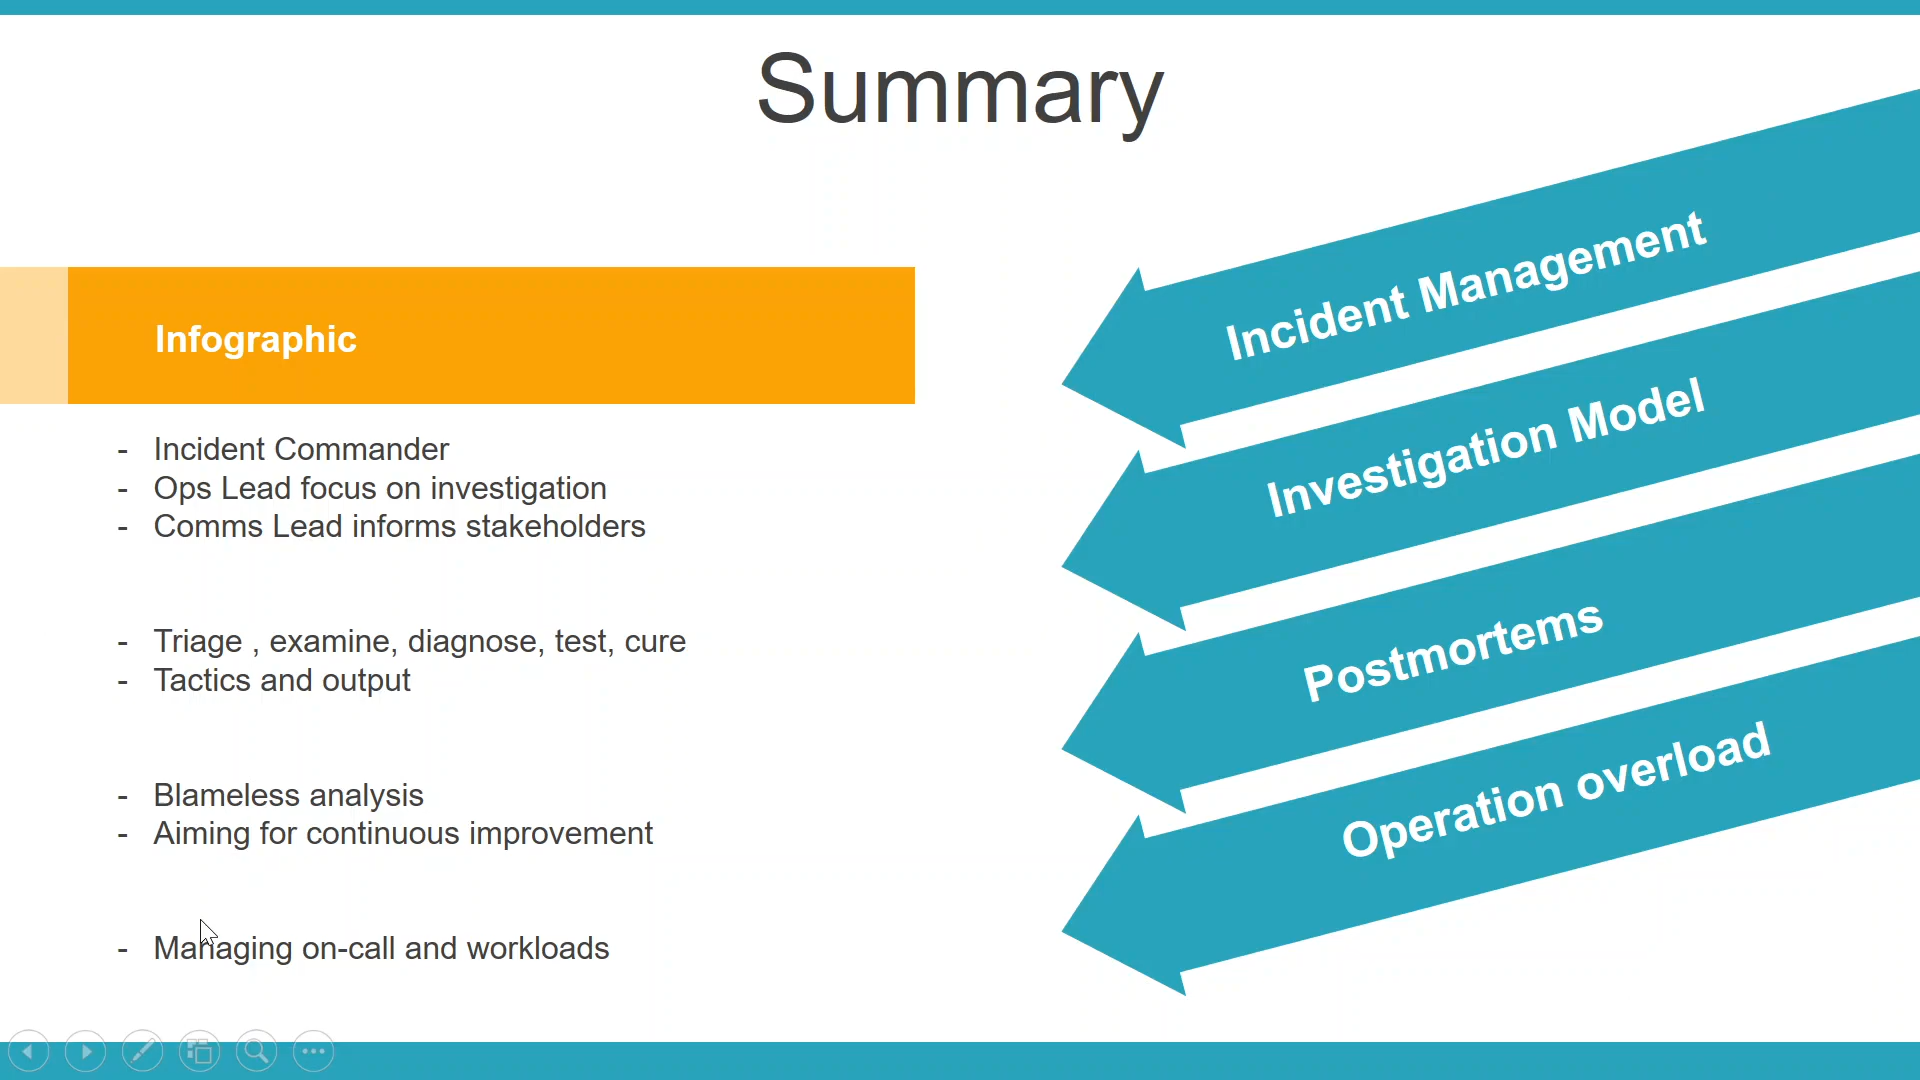 Summary
Infographic
- Incident Commander
- Ops Lead focus on investigation
- Comms Lead informs stakeholders
- Triage , examine, diagnose, test, cure
- Tactics and output
- Blameless analysis
- Aiming for continuous improvement
- Managing on-call and workloads
Incident Management
Investigation Model
Postmortems
Operation overload